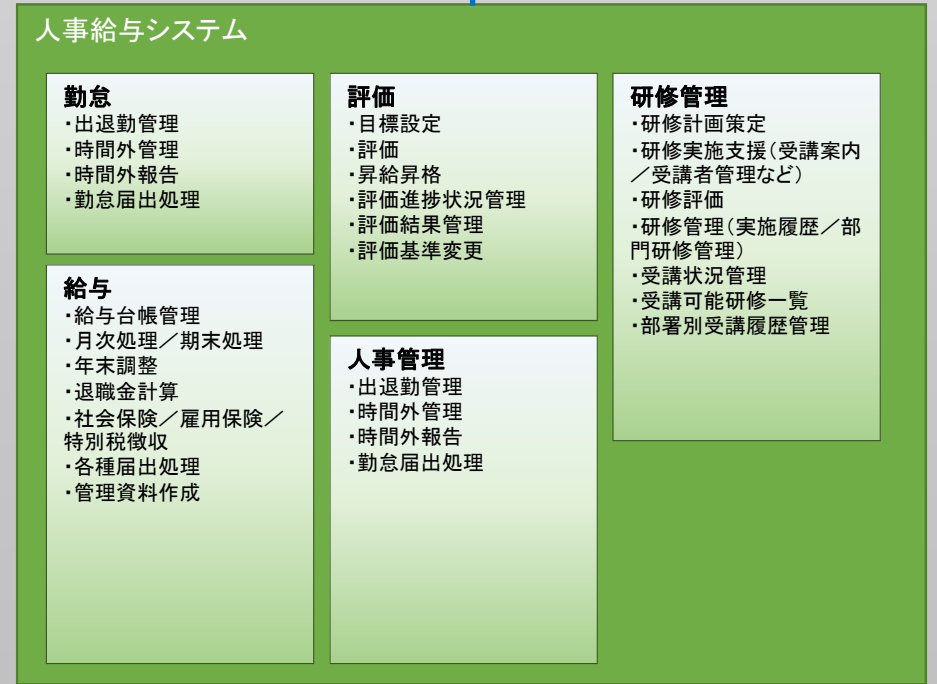 人事給与システム
勤怠
・出退勤管理
・時間外管理
・時間外報告
・勤怠届出処理
給与
・給与台帳管理
・月次処理／期末処理
・年末調整
・退職金計算
・社会保険／雇用保険／
特別税徴収
・各種届出処理
・管理資料作成
評価
・目標設定
・評価
・昇給昇格
・評価進捗状況管理
・評価結果管理
・評価基準変更
人事管理
・出退勤管理
・時間外管理
・時間外報告
・勤怠届出処理
研修管理
・研修計画策定
・研修実施支援（受講案内
／受講者管理など）
・研修評価
・研修管理（実施履歴／部
門研修管理）
・受講状況管理
・受講可能研修一覧
・部署別受講履歴管理